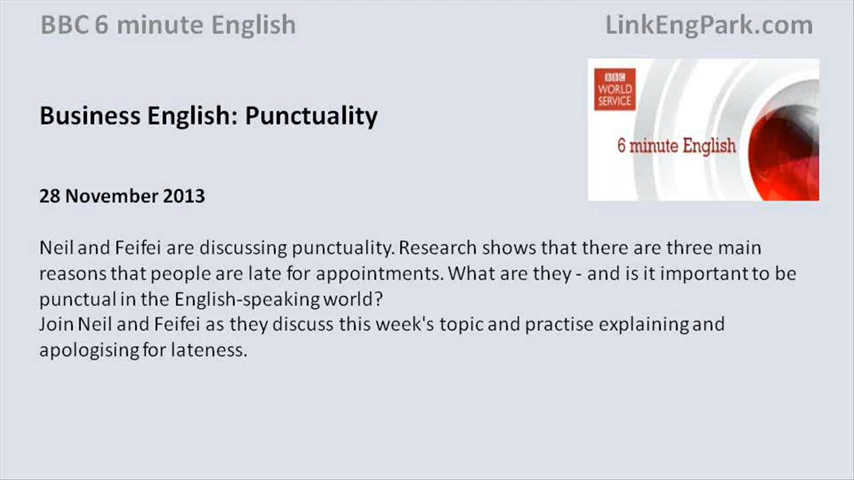 BBC 6 minute English
LinkEngPark.com
BBC
WORLD
SERVICE
6 minute English
Business English: Punctuality
28 November 2013
Neil and Feifei are discussing punctuality. Research shows that there are three main
reasons that people are late for appointments. What are they - and is it important to be
punctual in the English-speaking world?
Join Neil and Feifei as they discuss this week's topic and practise explaining and
apologising for lateness.